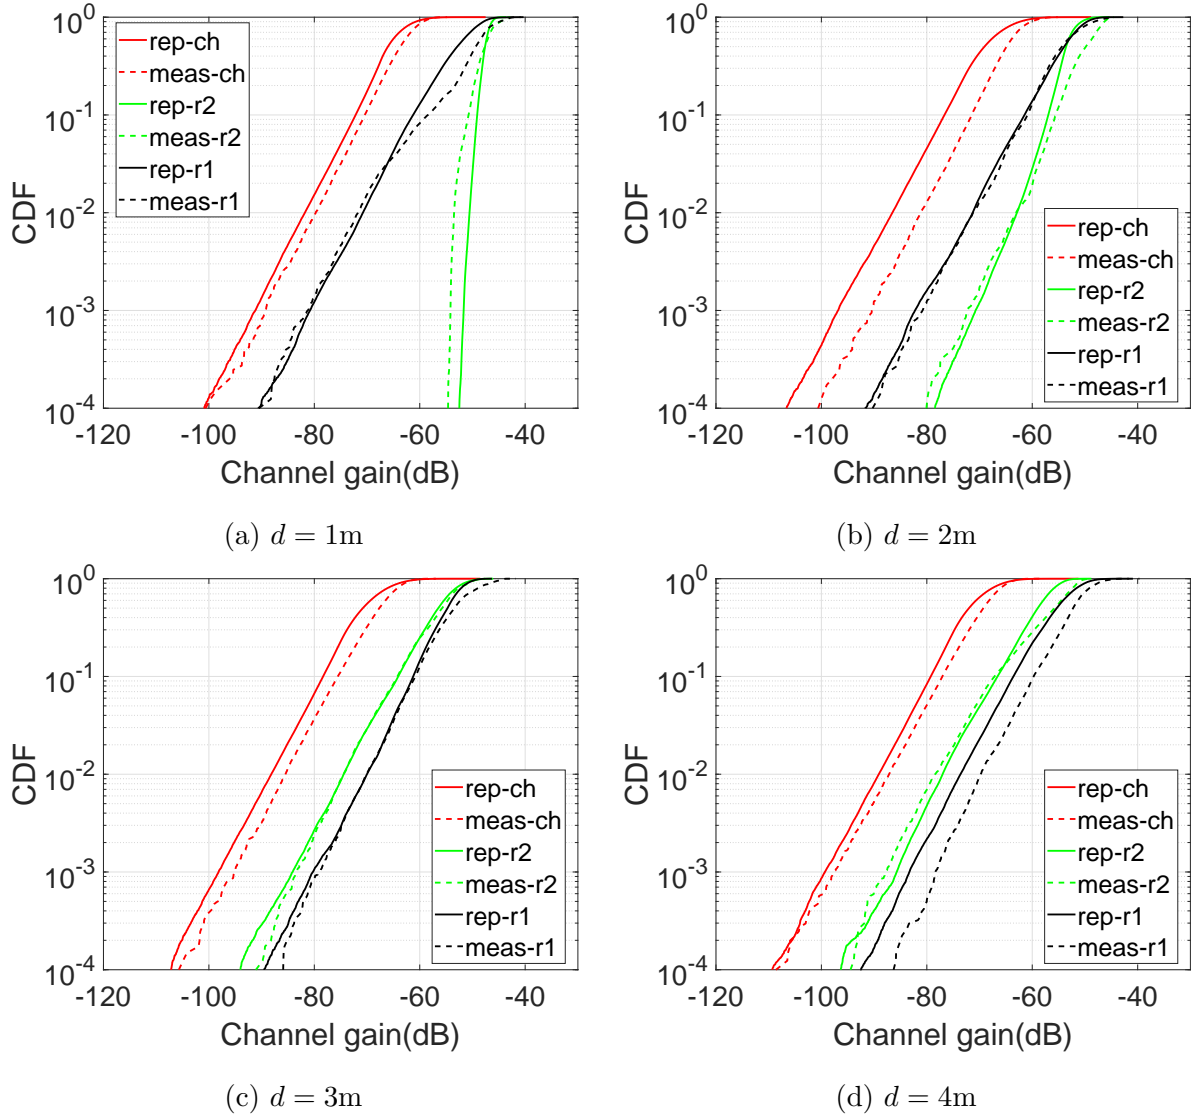 10^0
10^-1
10^-2
10^-3
10^-4
CDF
rep-ch
meas-ch
rep-r2
meas-r2
rep-r1
meas-r1
-120 -100 -80 -60 -40
Channel gain(dB)
(a) d = 1m
10^0
10^-1
10^-2
10^-3
10^-4
CDF
rep-ch
meas-ch
rep-r2
meas-r2
rep-r1
meas-r1
-120 -100 -80 -60 -40
Channel gain(dB)
(b) d = 2m
10^0
10^-1
10^-2
10^-3
10^-4
CDF
rep-ch
meas-ch
rep-r2
meas-r2
rep-r1
meas-r1
-120 -100 -80 -60 -40
Channel gain(dB)
(c) d = 3m
10^0
10^-1
10^-2
10^-3
10^-4
CDF
rep-ch
meas-ch
rep-r2
meas-r2
rep-r1
meas-r1
-120 -100 -80 -60 -40
Channel gain(dB)
(d) d = 4m